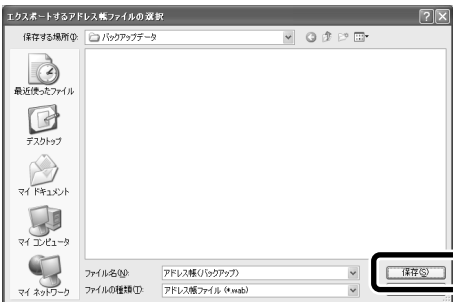 エクスポートするアドレス帳ファイルの選択
保存する場所(I):
バックアップデータ
最近使ったファイル
デスクトップ
マイ ドキュメント
マイ コンピュータ
マイ ネットワーク
ファイル名(N):
アドレス帳(バックアップ)
保存(S)
ファイルの種類(T):
アドレス帳ファイル (*.wab)